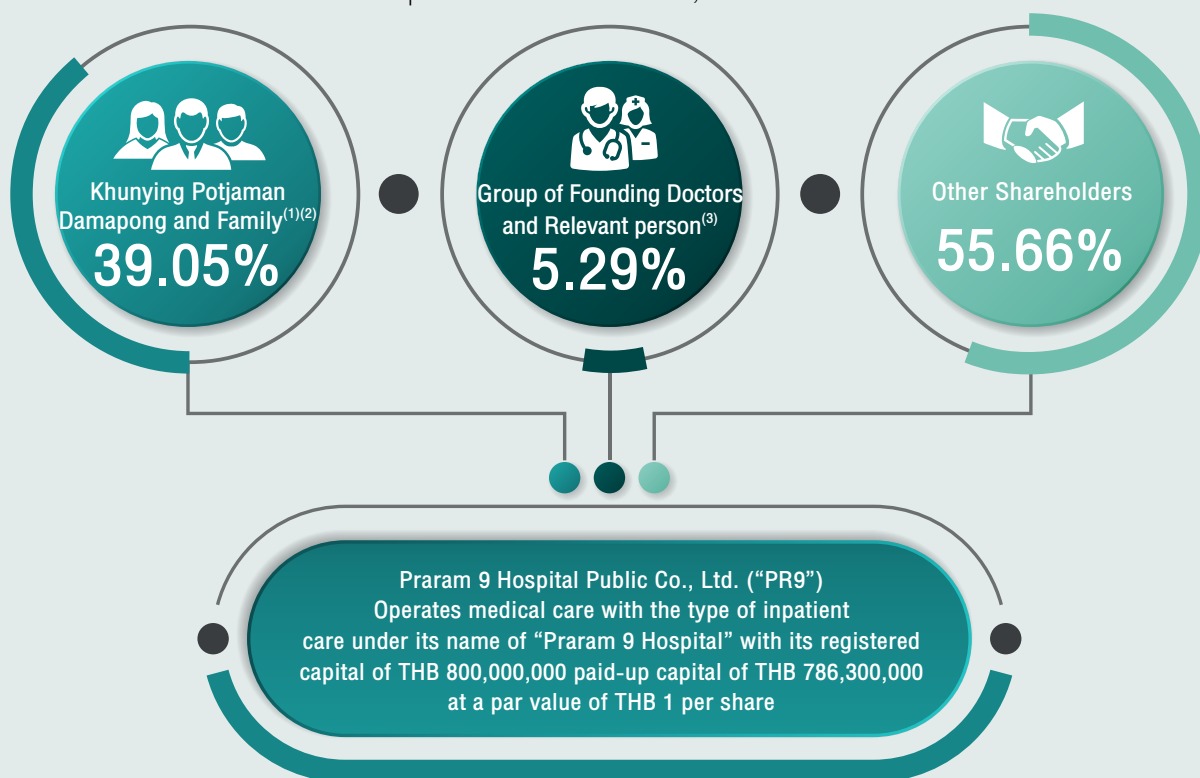 Khunying Potjaman
Damapong and Family(1)(2)
39.05%
Group of Founding Doctors
and Relevant person(3)
5.29%
Other Shareholders
55.66%
Praram 9 Hospital Public Co., Ltd. (“PR9”)
Operates medical care with the type of inpatient
care under its name of “Praram 9 Hospital” with its registered
capital of THB 800,000,000 paid-up capital of THB 786,300,000
at a par value of THB 1 per share